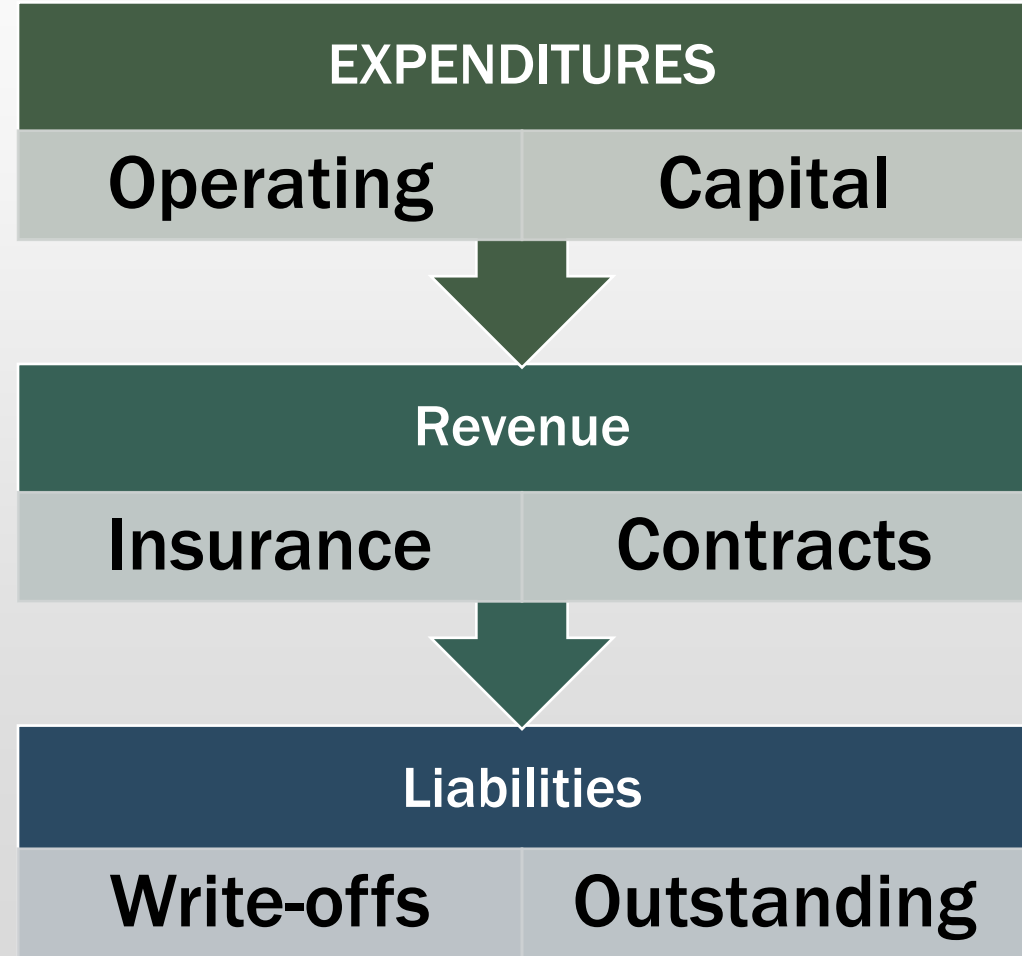 EXPENDITURES
Operating Capital
Revenue
Insurance Contracts
Liabilities
Write-offs Outstanding